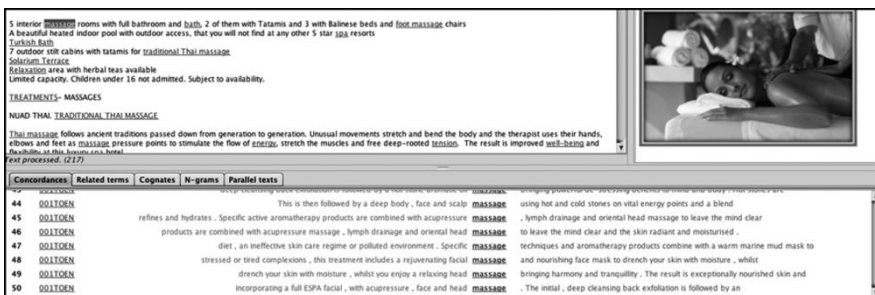 5 interior massage rooms with full bathroom and bath, 2 of them with Tatamis and 3 with Balinese beds and foot massage chairs
A beautiful heated indoor pool with outdoor access, that you will not find at any other 5 star spa resorts
Turkish Bath
7 outdoor stilt cabins with tatamis for traditional Thai massage
Solarium Terrace
Relaxation area with herbal teas available
Limited capacity. Children under 16 not admitted. Subject to availability.
TREATMENTS- MASSAGES
NUAD THAI. TRADITIONAL THAI MASSAGE
Thai massage follows ancient traditions passed down from generation to generation. Unusual movements stretch and bend the body and the therapist uses their hands,
elbows and feet as massage pressure points to stimulate the flow of energy, stretch the muscles and free deep-rooted tension. The result is improved well-being and
flexibility at this luxury spa hotel
Text processed. (217)
Concordances Related terms Cognates N-grams Parallel texts
44 001TOEN This is then followed by a deep body , face and scalp massage using hot and cold stones on vital energy points and a blend
45 001TOEN refines and hydrates . Specific active aromatherapy products are combined with acupressure massage , lymph drainage and oriental head massage to leave the mind clear
46 001TOEN products are combined with acupressure massage , lymph drainage and oriental head massage to leave the mind clear and the skin radiant and moisturised .
47 001TOEN diet , an ineffective skin care regime or polluted environment . Specific massage techniques and aromatherapy products combine with a warm marine mud mask to
48 001TOEN stressed or tired complexions , this treatment includes a rejuvenating facial massage and nourishing face mask to drench your skin with moisture , whilst
49 001TOEN drench your skin with moisture , whilst you enjoy a relaxing head massage bringing harmony and tranquillity . The result is exceptionally nourished skin and
50 001TOEN incorporating a full ESPA facial , with acupressure , face and head massage . The initial , deep cleansing back exfoliation is followed by an